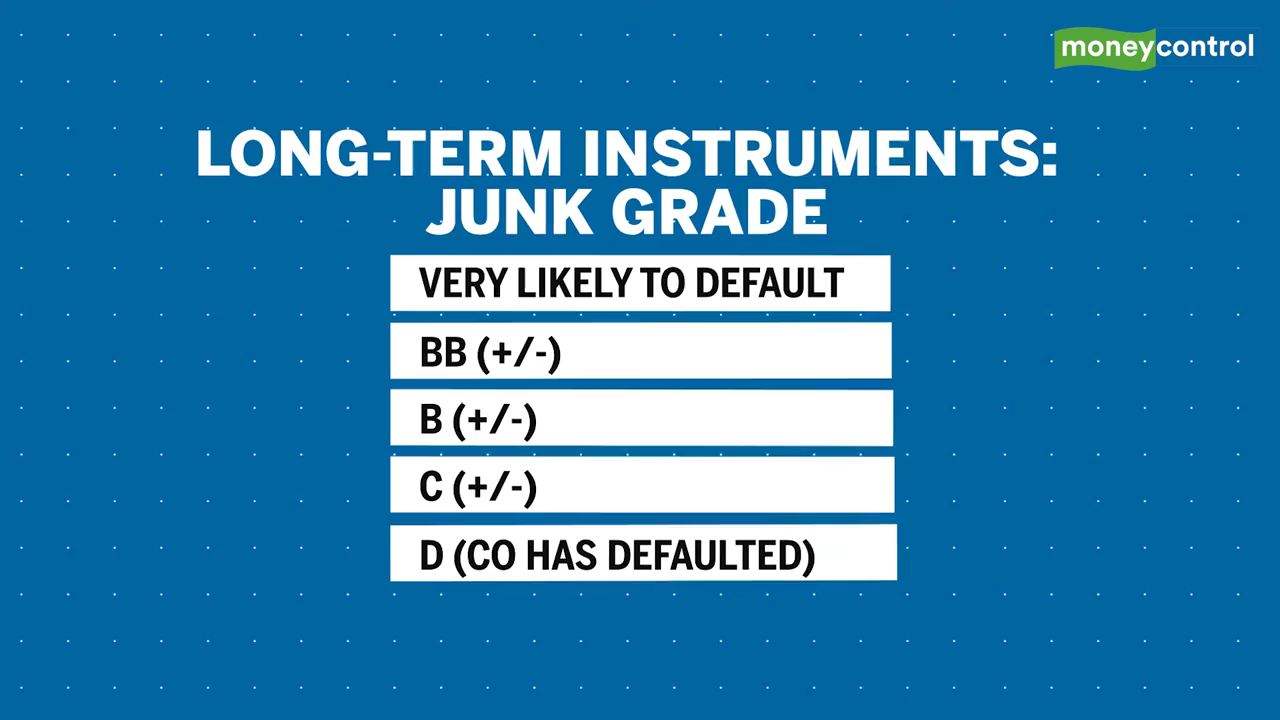 moneycontrol
LONG-TERM INSTRUMENTS:
JUNK GRADE
VERY LIKELY TO DEFAULT
BB (+/-)
B (+/-)
C (+/-)
D (CO HAS DEFAULTED)